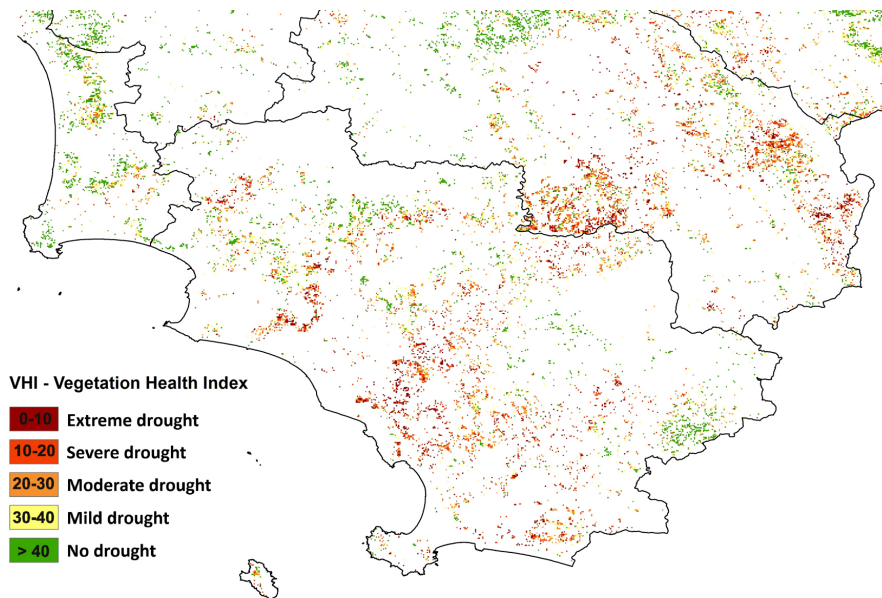 VHI - Vegetation Health Index
0-10 Extreme drought
10-20 Severe drought
20-30 Moderate drought
30-40 Mild drought
> 40 No drought